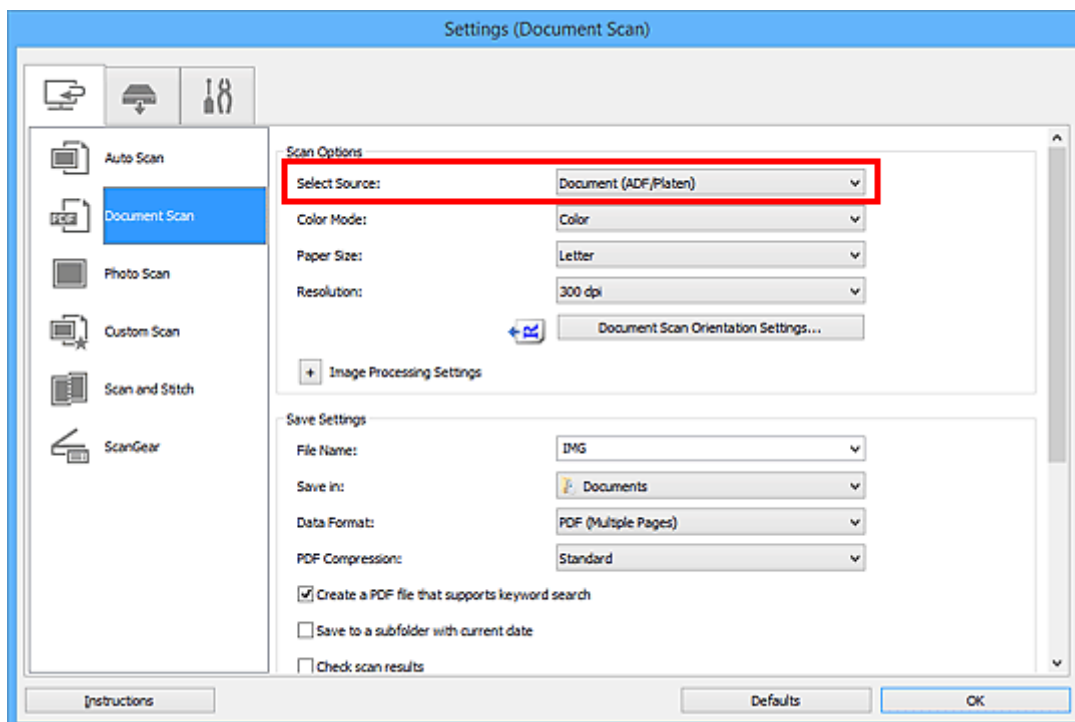 Settings (Document Scan)
Auto Scan
PDF
Document Scan
Photo Scan
Custom Scan
Scan and Stitch
ScanGear
Scan Options
Select Source: Document (ADF/Platen)
Color Mode: Color
Paper Size: Letter
Resolution: 300 dpi
R Document Scan Orientation Settings...
+ Image Processing Settings
Save Settings
File Name: IMG
Save in: Documents
Data Format: PDF (Multiple Pages)
PDF Compression: Standard
Create a PDF file that supports keyword search
Save to a subfolder with current date
Check scan results
Instructions Defaults OK